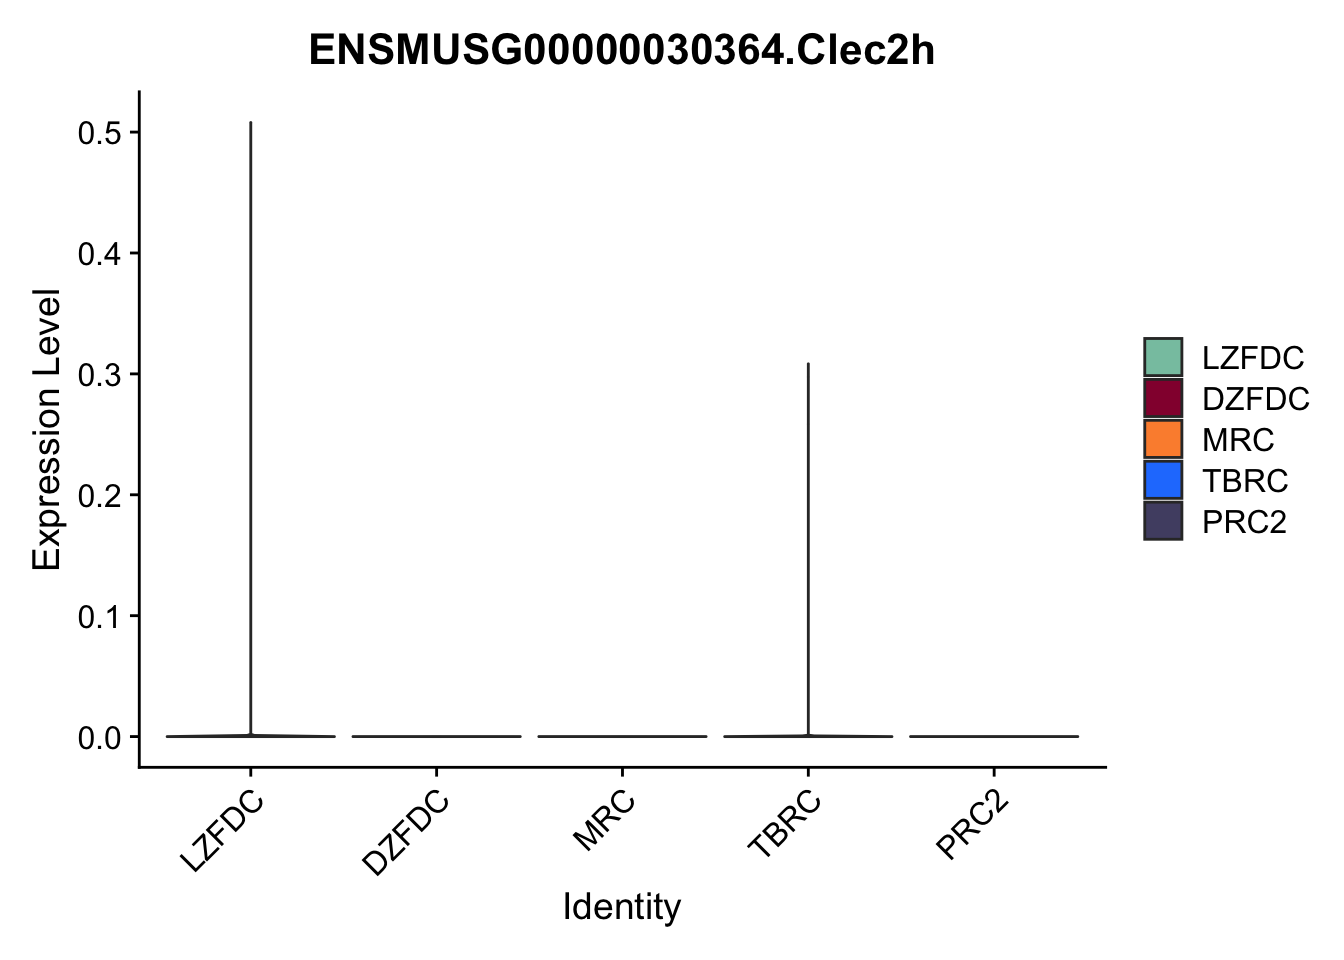 ENSMUSG00000030364.Clec2h
Expression Level
0.5
0.4
0.3
0.2
0.1
0.0
LZFDC
DZFDC
MRC
TBRC
PRC2
Identity
LZFDC
DZFDC
MRC
TBRC
PRC2